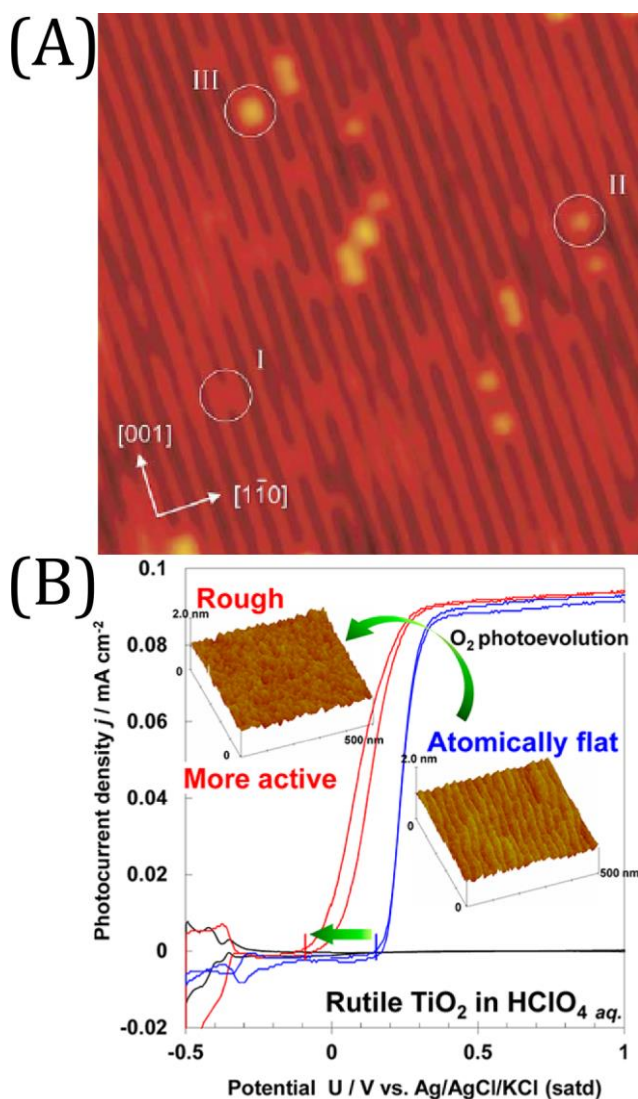 (A)
III
II
I
[001]
[11̄0]
(B)
0.1
0.08
0.06
0.04
0.02
0
-0.02
Photocurrent density j / mA cm⁻²
Rough
2.0 nm
0
0
500 nm
More active
O₂ photoevolution
Atomically flat
2.0 nm
0
0
500 nm
Rutile TiO₂ in HClO₄ aq.
-0.5
0
0.5
1
Potential U / V vs. Ag/AgCl/KCl (satd)